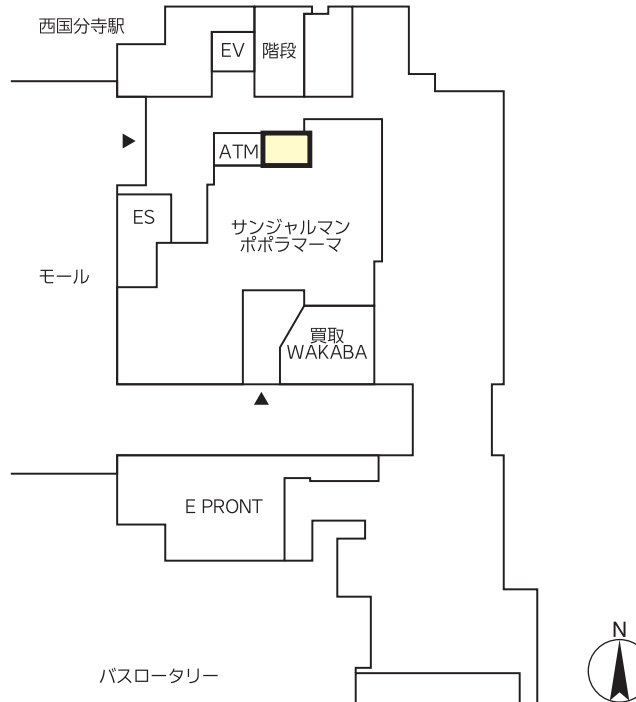 西国分寺駅
EV
階段
ATM
ES
サンジャルマン
ポポラマーマ
モール
買取
WAKABA
E PRONT
バスロータリー
N